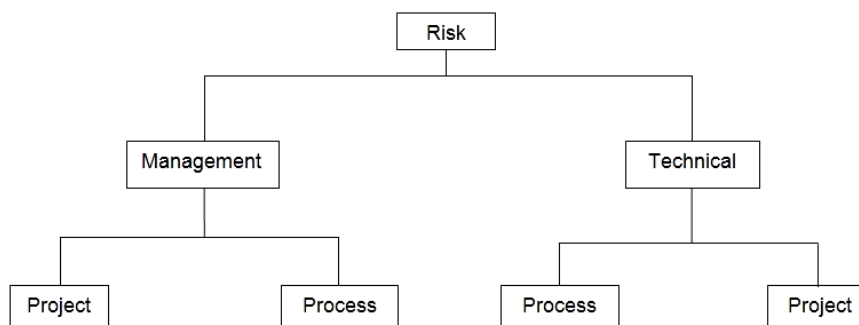 Risk
Management
Technical
Project
Process
Process
Project